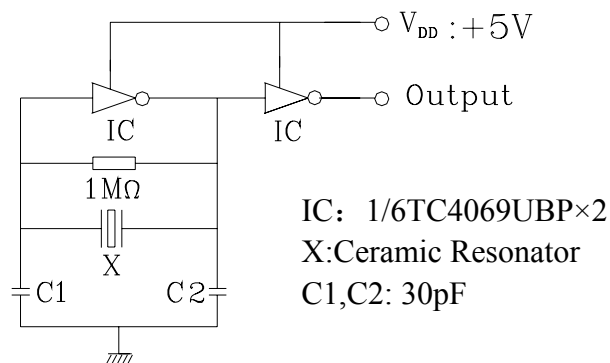 VDD :+5V
Output
IC
IC
1MΩ
X
C1
C2
IC： 1/6TC4069UBP×2
X:Ceramic Resonator
C1,C2: 30pF